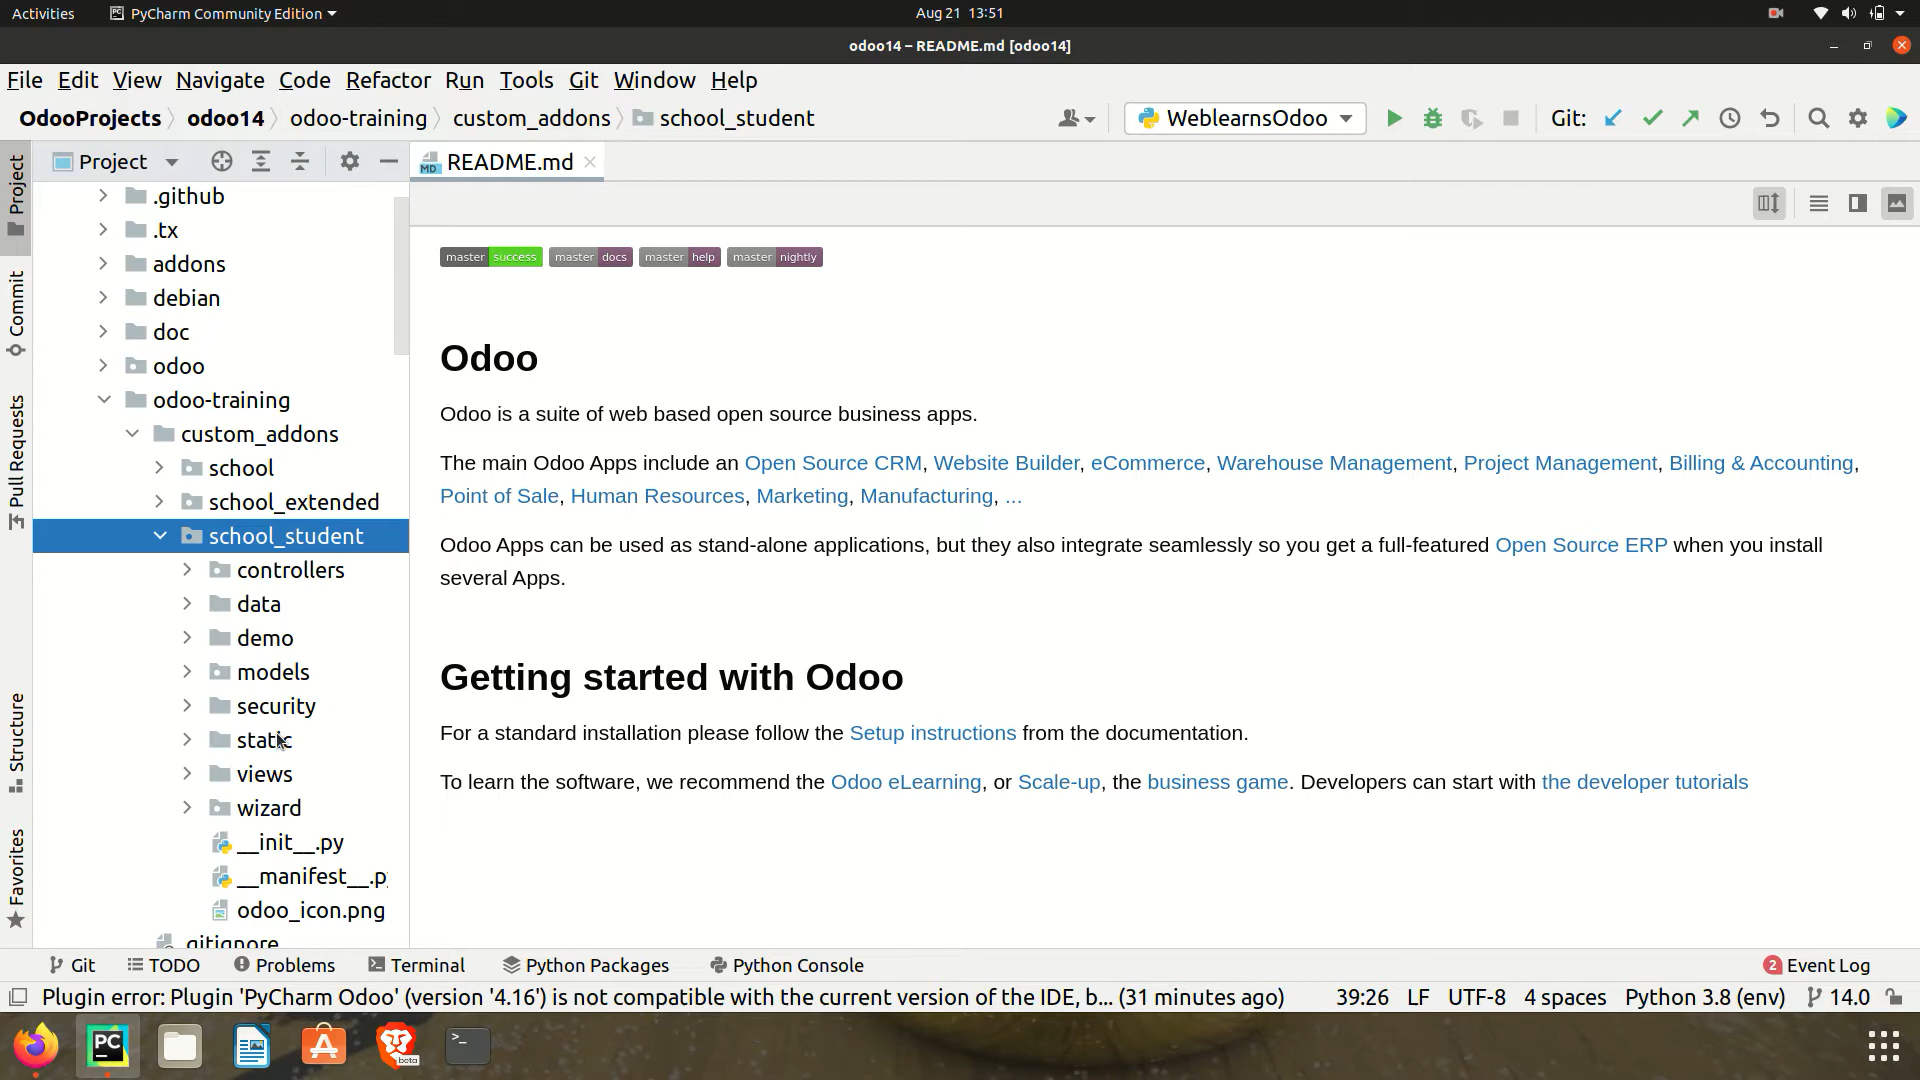 Activities PyCharm Community Edition Aug 21 13:51
odoo14 – README.md [odoo14]
File Edit View Navigate Code Refactor Run Tools Git Window Help
OdooProjects odoo14 odoo-training custom_addons school_student WeblearnsOdoo Git:
Project README.md
Project
Commit
Pull Requests
Structure
Favorites
.github
.tx
addons
debian
doc
odoo
odoo-training
custom_addons
school
school_extended
school_student
controllers
data
demo
models
security
static
views
wizard
__init__.py
__manifest__.py
odoo_icon.png
.gitignore
master success master docs master help master nightly
Odoo
Odoo is a suite of web based open source business apps.
The main Odoo Apps include an Open Source CRM, Website Builder, eCommerce, Warehouse Management, Project Management, Billing & Accounting,
Point of Sale, Human Resources, Marketing, Manufacturing, ...
Odoo Apps can be used as stand-alone applications, but they also integrate seamlessly so you get a full-featured Open Source ERP when you install
several Apps.
Getting started with Odoo
For a standard installation please follow the Setup instructions from the documentation.
To learn the software, we recommend the Odoo eLearning, or Scale-up, the business game. Developers can start with the developer tutorials
Git TODO Problems Terminal Python Packages Python Console 2 Event Log
Plugin error: Plugin 'PyCharm Odoo' (version '4.16') is not compatible with the current version of the IDE, b... (31 minutes ago) 39:26 LF UTF-8 4 spaces Python 3.8 (env) 14.0
PC
beta